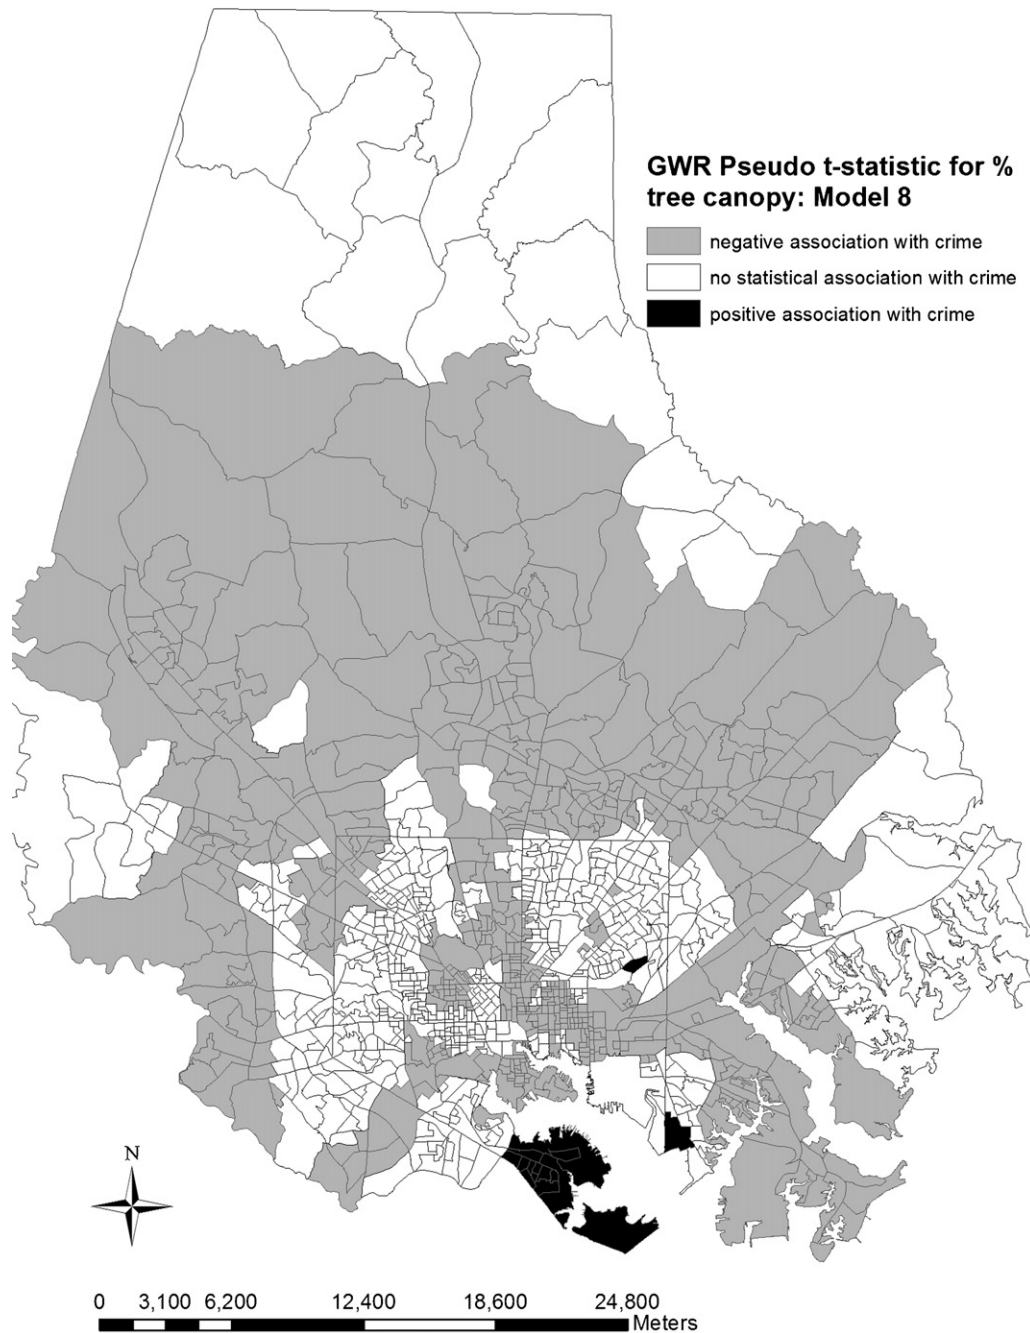 GWR Pseudo t-statistic for %
tree canopy: Model 8
negative association with crime
no statistical association with crime
positive association with crime
N
0 3,100 6,200 12,400 18,600 24,800
Meters